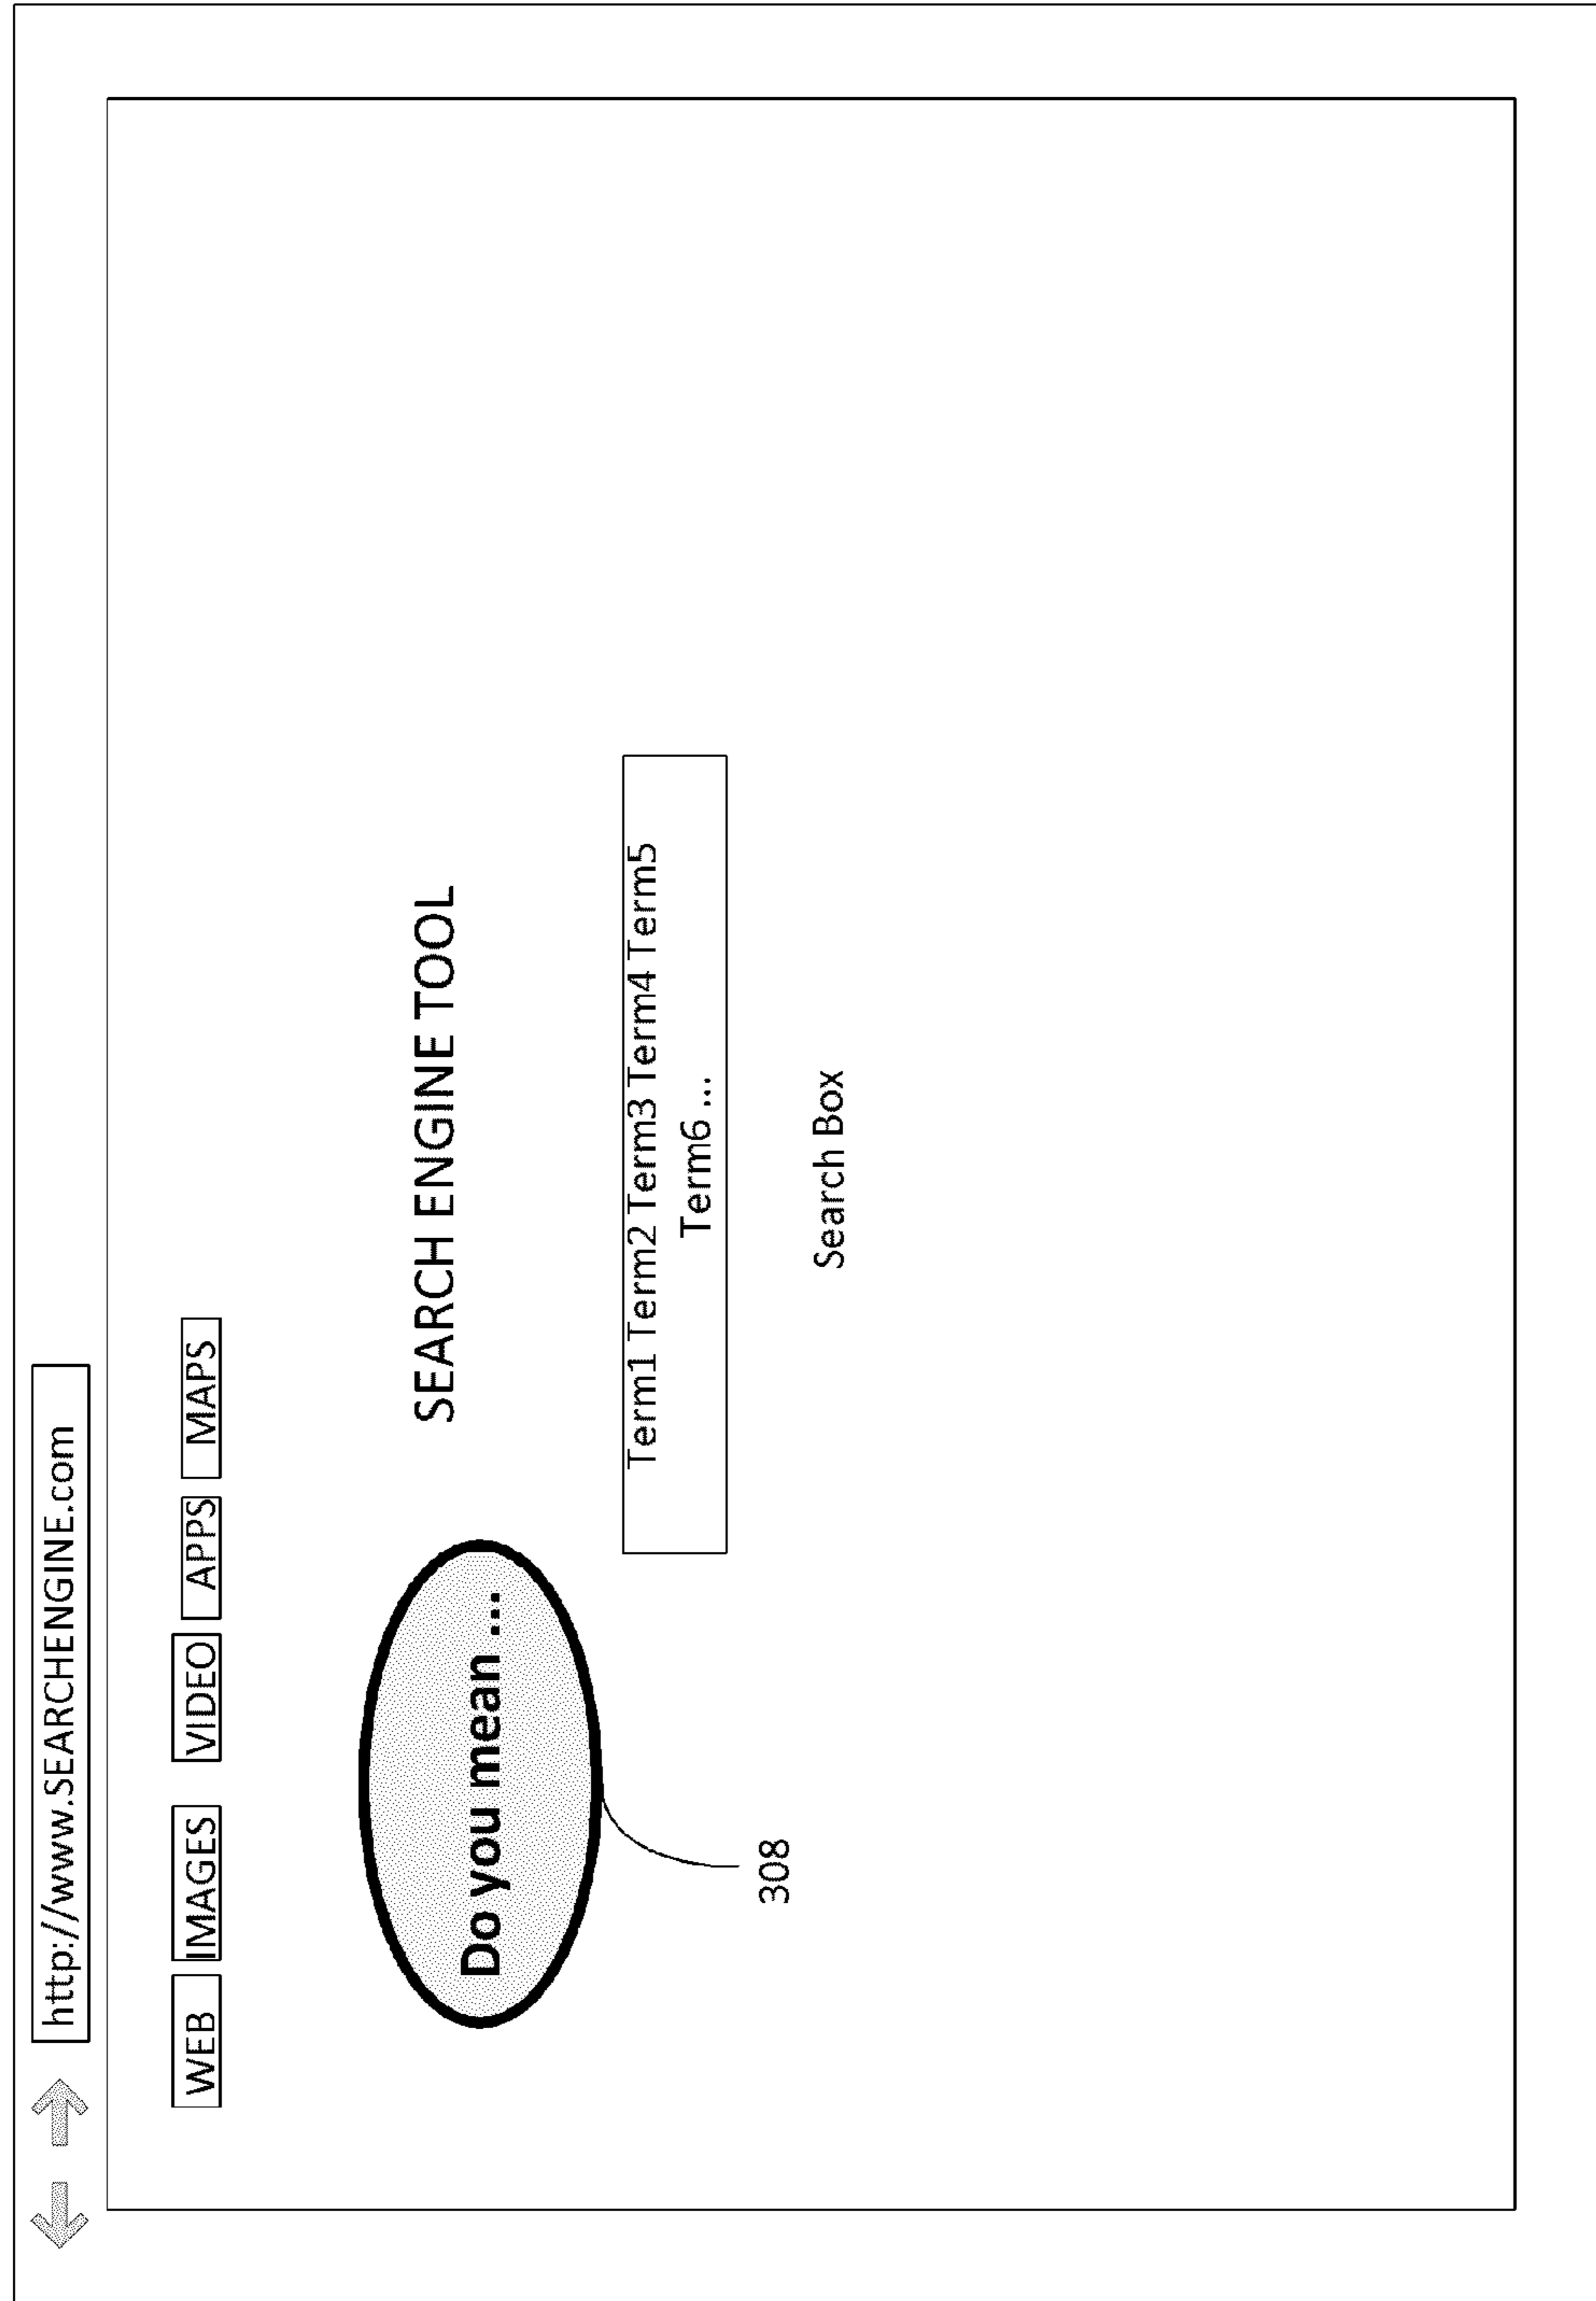 http://www.SEARCHENGINE.com
WEB IMAGES VIDEO APPS MAPS
SEARCH ENGINE TOOL
Do you mean ...
Term1 Term2 Term3 Term4 Term5
Term6 ...
308
Search Box